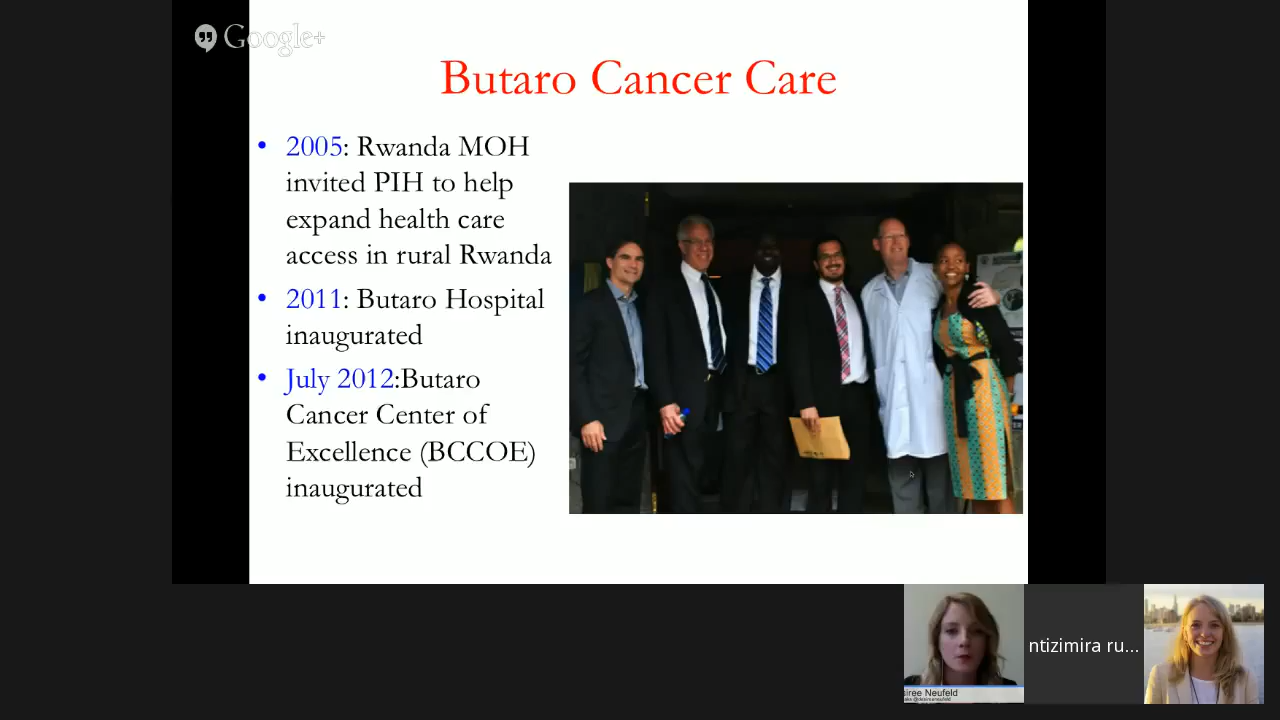 Google+
Butaro Cancer Care
• 2005: Rwanda MOH
invited PIH to help
expand health care
access in rural Rwanda
• 2011: Butaro Hospital
inaugurated
• July 2012:Butaro
Cancer Center of
Excellence (BCCOE)
inaugurated
ntizimira ru...
siree Neufeld